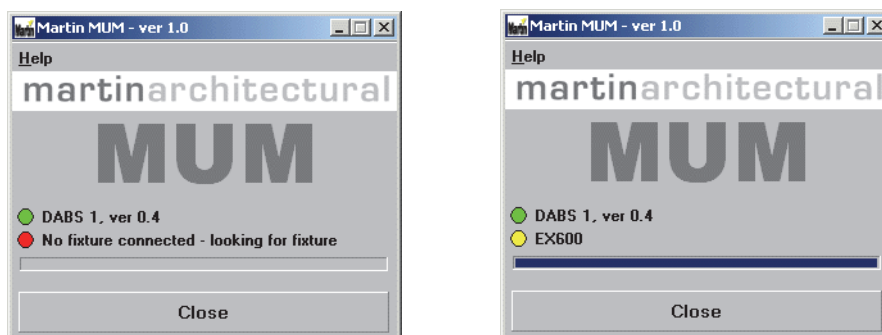 Martin MUM - ver 1.0
Help
martinarchitectural
MUM
DABS 1, ver 0.4
No fixture connected - looking for fixture
Close
Martin MUM - ver 1.0
Help
martinarchitectural
MUM
DABS 1, ver 0.4
EX600
Close